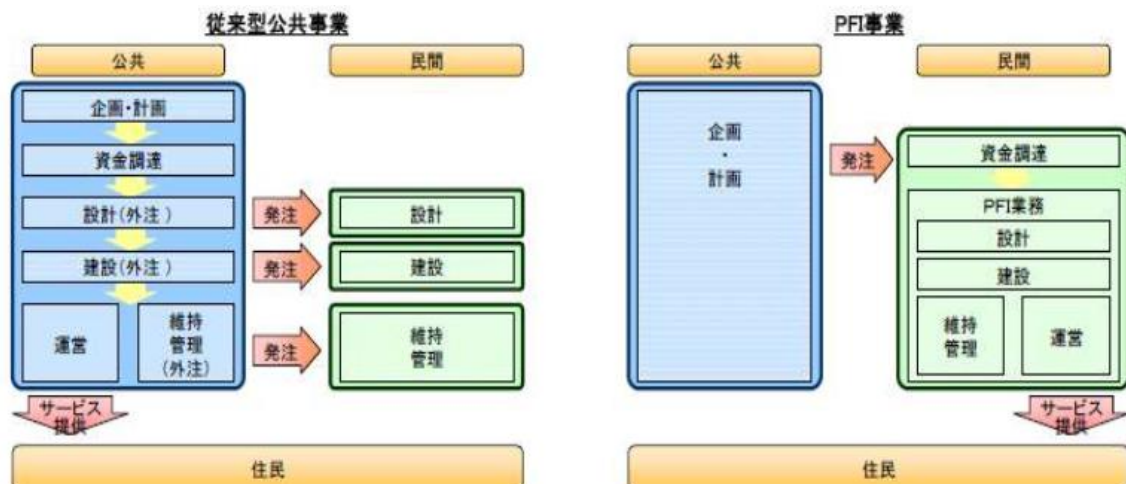 従来型公共事業
公共
民間
企画・計画
資金調達
設計(外注)
発注
設計
建設(外注)
発注
建設
運営
維持
管理
(外注)
発注
維持
管理
サービス
提供
住民
PFI事業
公共
民間
企画
・
計画
発注
資金調達
PFI業務
設計
建設
維持
管理
運営
サービス
提供
住民